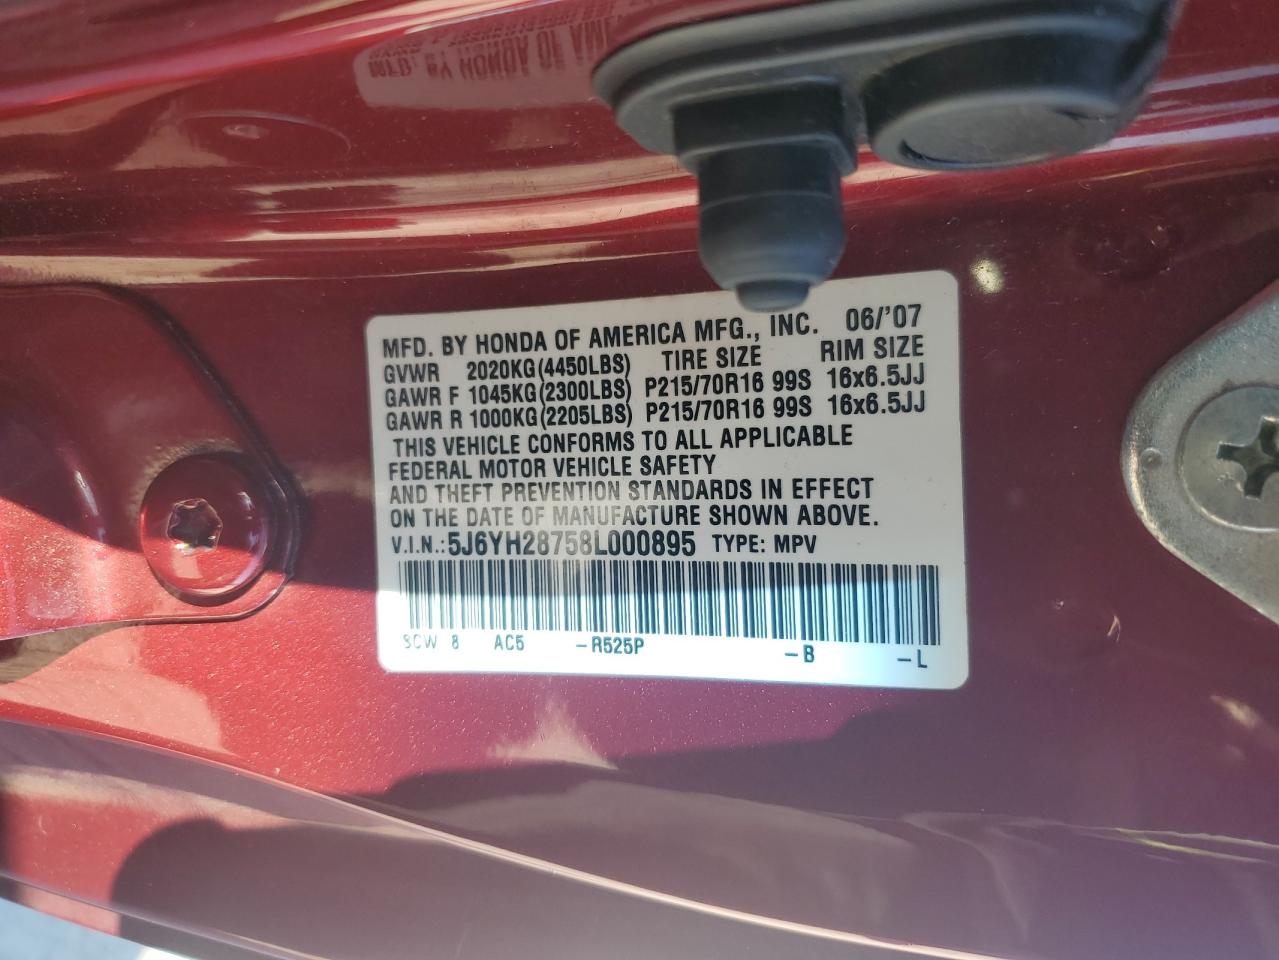 MFD. BY HONDA OF AMERICA MFG., INC. 06/'07
GVWR 2020KG(4450LBS) TIRE SIZE RIM SIZE
GAWR F 1045KG(2300LBS) P215/70R16 99S 16x6.5JJ
GAWR R 1000KG(2205LBS) P215/70R16 99S 16x6.5JJ
THIS VEHICLE CONFORMS TO ALL APPLICABLE
FEDERAL MOTOR VEHICLE SAFETY
AND THEFT PREVENTION STANDARDS IN EFFECT
ON THE DATE OF MANUFACTURE SHOWN ABOVE.
V.I.N.: 5J6YH28758L000895 TYPE: MPV
SCW 8 AC5 -R525P -B -L